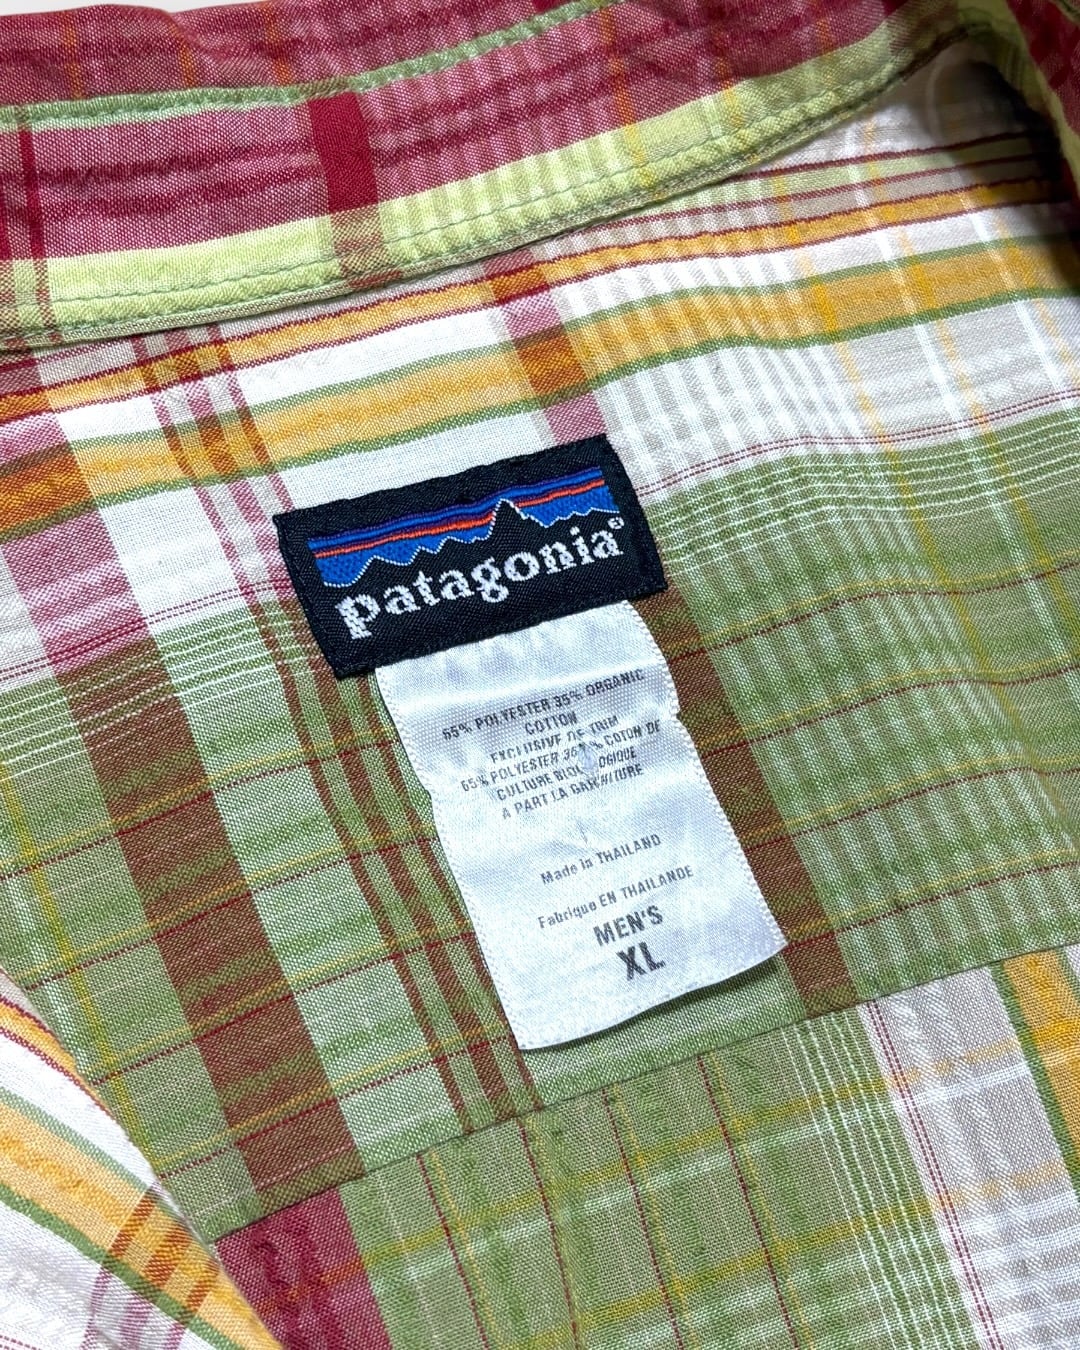 patagonia®
65% POLYESTER 35% ORGANIC
COTTON
EXCLUSIVE OF TRIM
65% POLYESTER 35% COTON DE
CULTURE BIOLOGIQUE
A PART LA GARNITURE
Made in THAILAND
Fabrique EN THAILANDE
MEN'S
XL